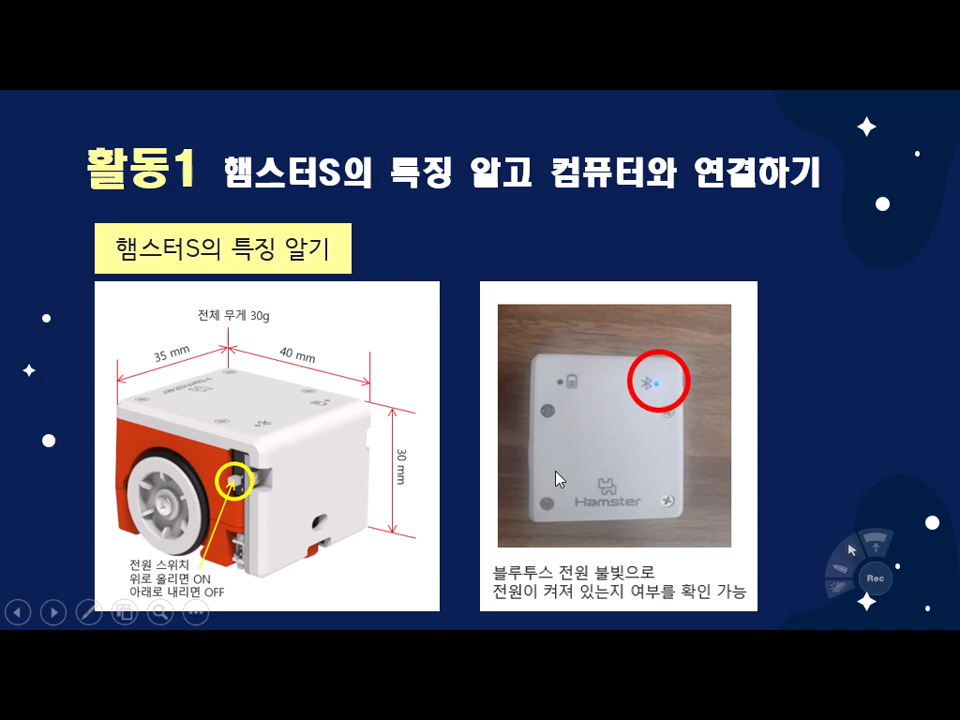 활동1 햄스터S의 특징 알고 컴퓨터와 연결하기
햄스터S의 특징 알기
전체 무게 30g
35 mm
40 mm
Hamster
30 mm
전원 스위치
위로 올리면 ON
아래로 내리면 OFF
Hamster
블루투스 전원 불빛으로
전원이 켜져 있는지 여부를 확인 가능
Rec